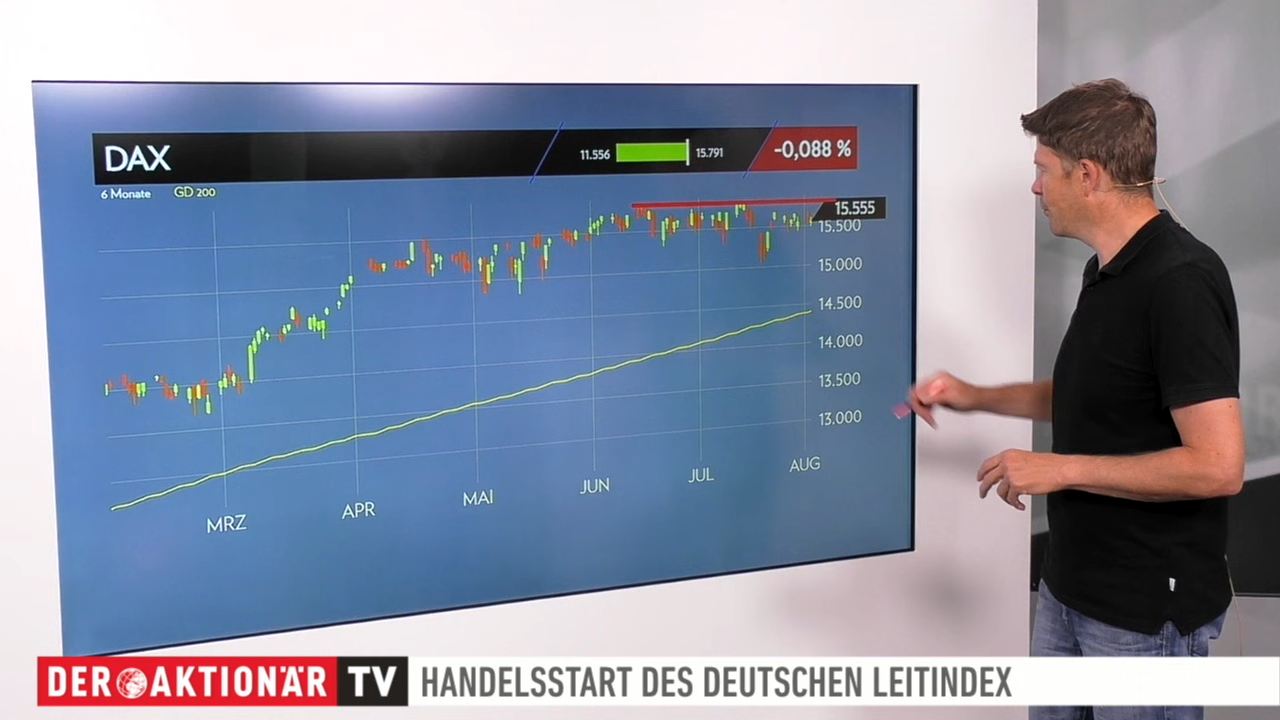 DAX
11.556
15.791
-0,088 %
6 Monate GD 200
15.555
15.500
15.000
14.500
14.000
13.500
13.000
MRZ APR MAI JUN JUL AUG
DER AKTIONÄR TV HANDELSSTART DES DEUTSCHEN LEITINDEX